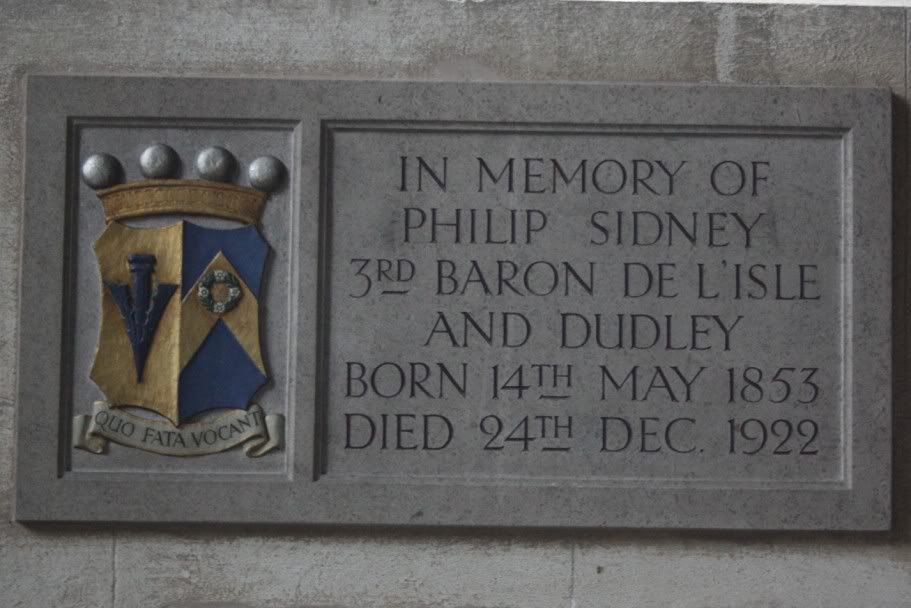 IN MEMORY OF
PHILIP SIDNEY
3RD BARON DE L'ISLE
AND DUDLEY
BORN 14TH MAY 1853
DIED 24TH DEC. 1922
QUO FATA VOCANT